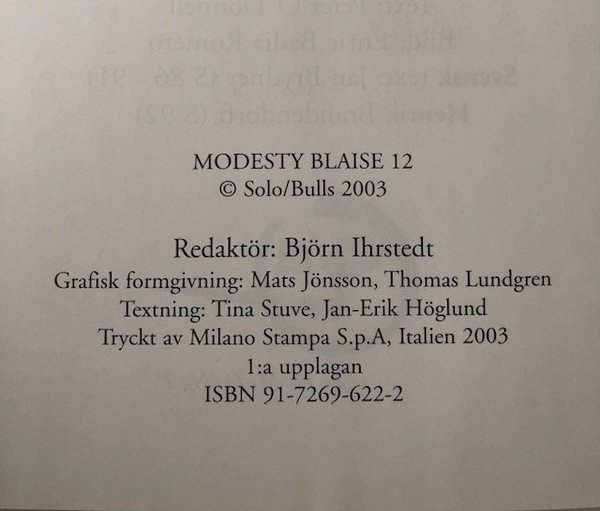 MODESTY BLAISE 12
© Solo/Bulls 2003
Redaktör: Björn Ihrstedt
Grafisk formgivning: Mats Jönsson, Thomas Lundgren
Textning: Tina Stuve, Jan-Erik Höglund
Tryckt av Milano Stampa S.p.A, Italien 2003
1:a upplagan
ISBN 91-7269-622-2